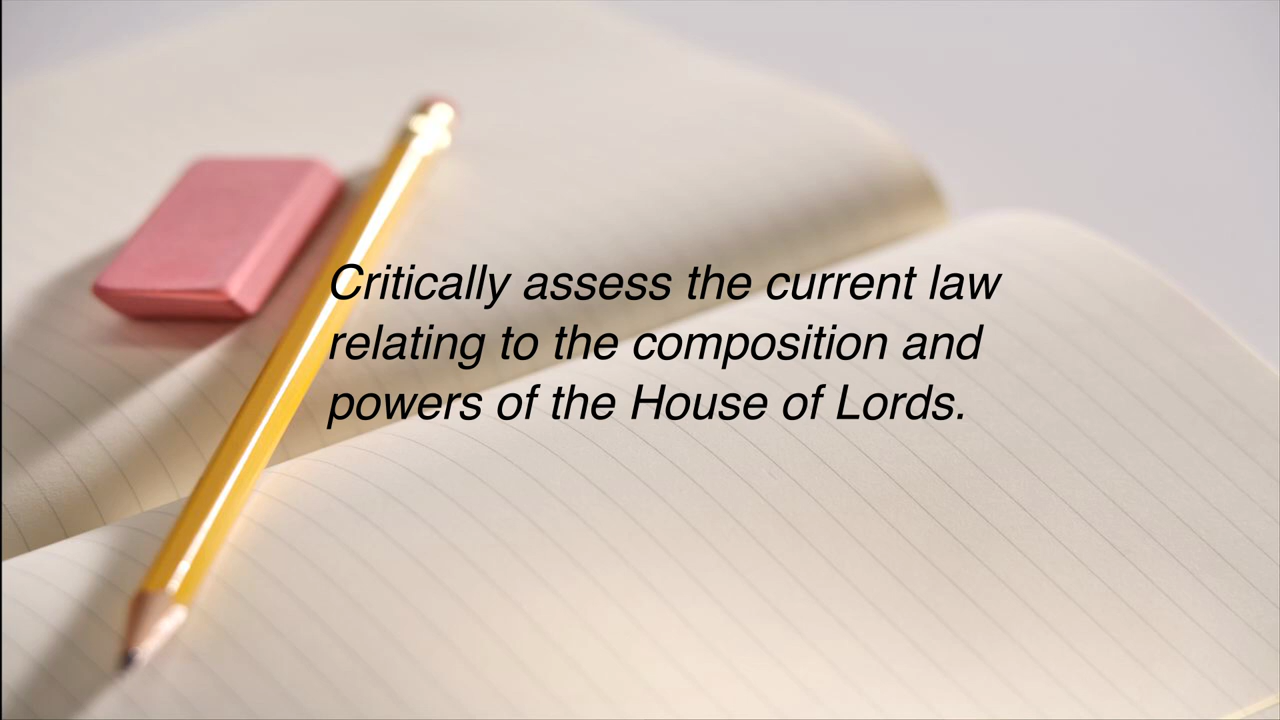 Critically assess the current law
relating to the composition and
powers of the House of Lords.